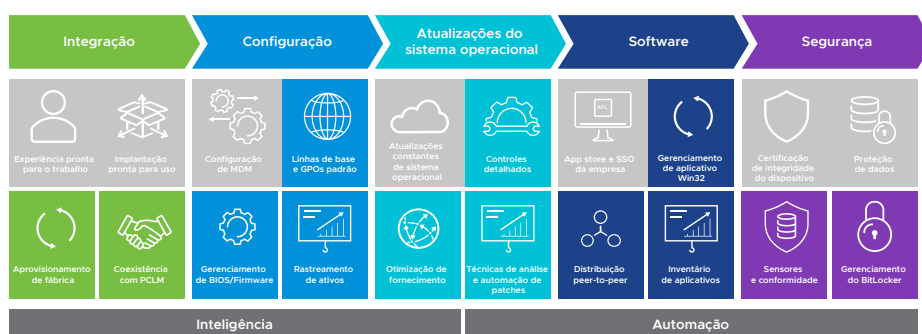 Integração
Configuração
Atualizações do
sistema operacional
Software
Segurança
Experiência pronta
para o trabalho
Implantação
pronta para uso
Configuração
de MDM
Linhas de base
e GPOs padrão
Atualizações
constantes
de sistema
operacional
Controles
detalhados
App store e SSO
da empresa
Gerenciamento
de aplicativo
Win32
Certificação
de integridade
do dispositivo
Proteção
de dados
Aprovisionamento
de fábrica
Coexistência
com PCLM
Gerenciamento
de BIOS/Firmware
Rastreamento
de ativos
Otimização de
fornecimento
Técnicas de análise
e automação de
patches
Distribuição
peer-to-peer
Inventário
de aplicativos
Sensores
e conformidade
Gerenciamento
do BitLocker
Inteligência
Automação